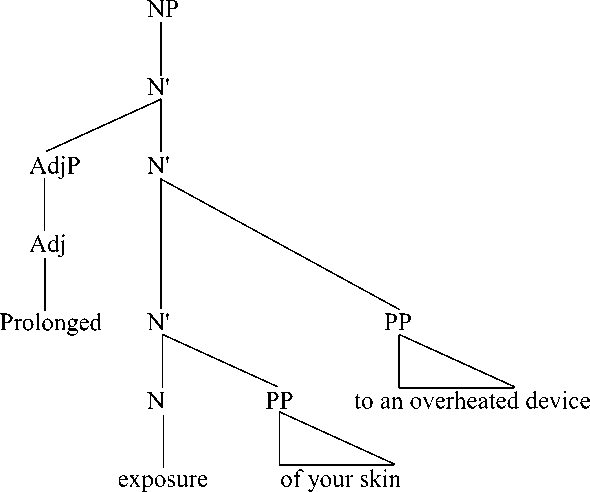 NP
N'
AdjP N'
Adj
Prolonged N' PP
N PP to an overheated device
exposure of your skin